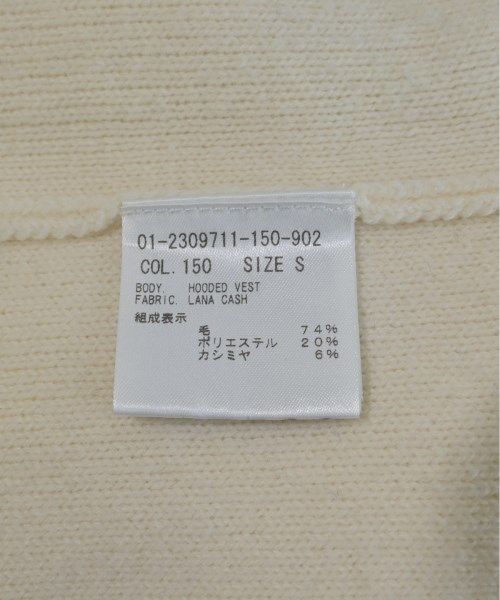 01-2309711-150-902
COL. 150 SIZE S
BODY. HOODED VEST
FABRIC. LANA CASH
組成表示
毛 74%
ポリエステル 20%
カシミヤ 6%